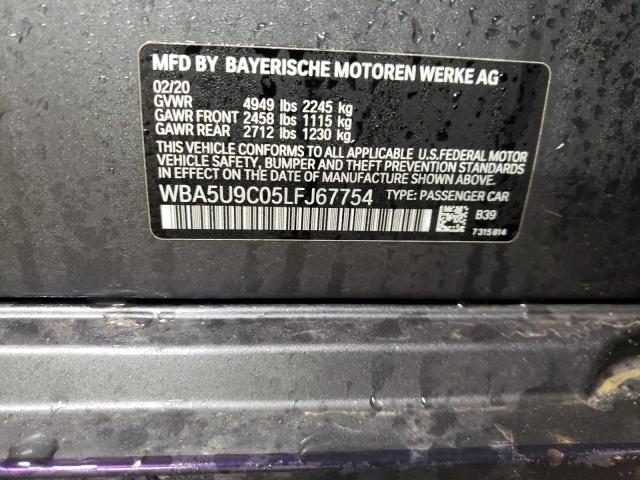 MFD BY BAYERISCHE MOTOREN WERKE AG
02/20
GVWR 4949 lbs 2245 kg
GAWR FRONT 2458 lbs 1115 kg
GAWR REAR 2712 lbs 1230 kg
THIS VEHICLE CONFORMS TO ALL APPLICABLE U.S.FEDERAL MOTOR
VEHICLE SAFETY, BUMPER AND THEFT PREVENTION STANDARDS
IN EFFECT ON THE DATE OF MANUFACTURE SHOWN ABOVE.
WBA5U9C05LFJ67754 TYPE: PASSENGER CAR
B39
7315814